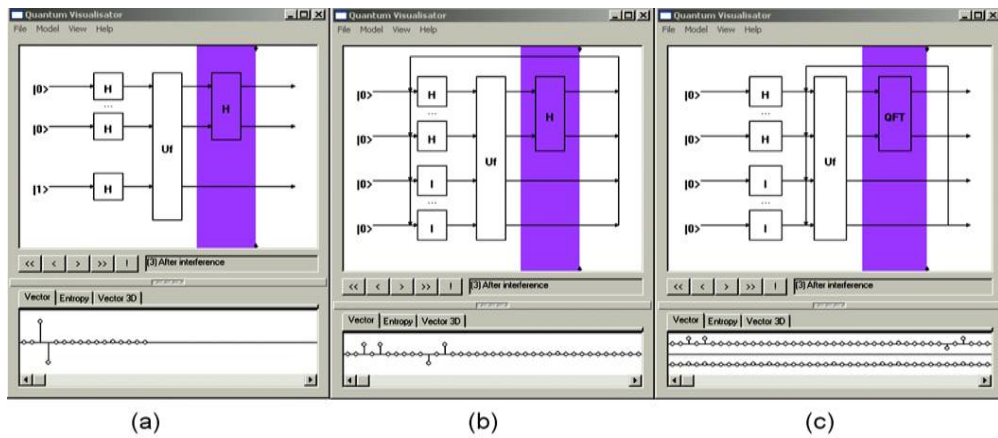 Quantum Visualisator
File Model View Help
|0> H H
...
|0> H
Uf
|1> H
<< < > >> ! (3) After interference
Vector Entropy Vector 3D
(a)
Quantum Visualisator
File Model View Help
|0> H
...
|0> H H
Uf
|0> I
...
|0> I
<< < > >> ! (3) After interference
Vector Entropy Vector 3D
(b)
Quantum Visualisator
File Model View Help
|0> H QFT
...
|0> H
Uf
|0> I
...
|0> I
<< < > >> ! (3) After interference
Vector Entropy Vector 3D
(c)